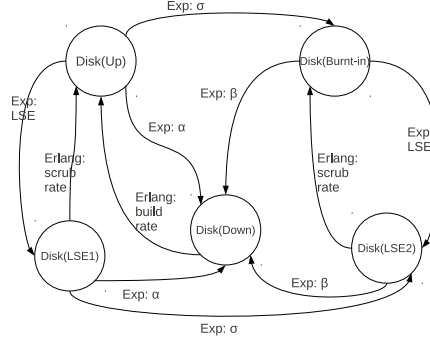 Exp: σ
Disk(Up)
Disk(Burnt-in)
Exp: β
Exp:
LSE
Exp: α
Exp:
LSE
Erlang:
scrub
rate
Erlang:
build
rate
Erlang:
scrub
rate
Disk(Down)
Disk(LSE1)
Disk(LSE2)
Exp: α
Exp: β
Exp: σ